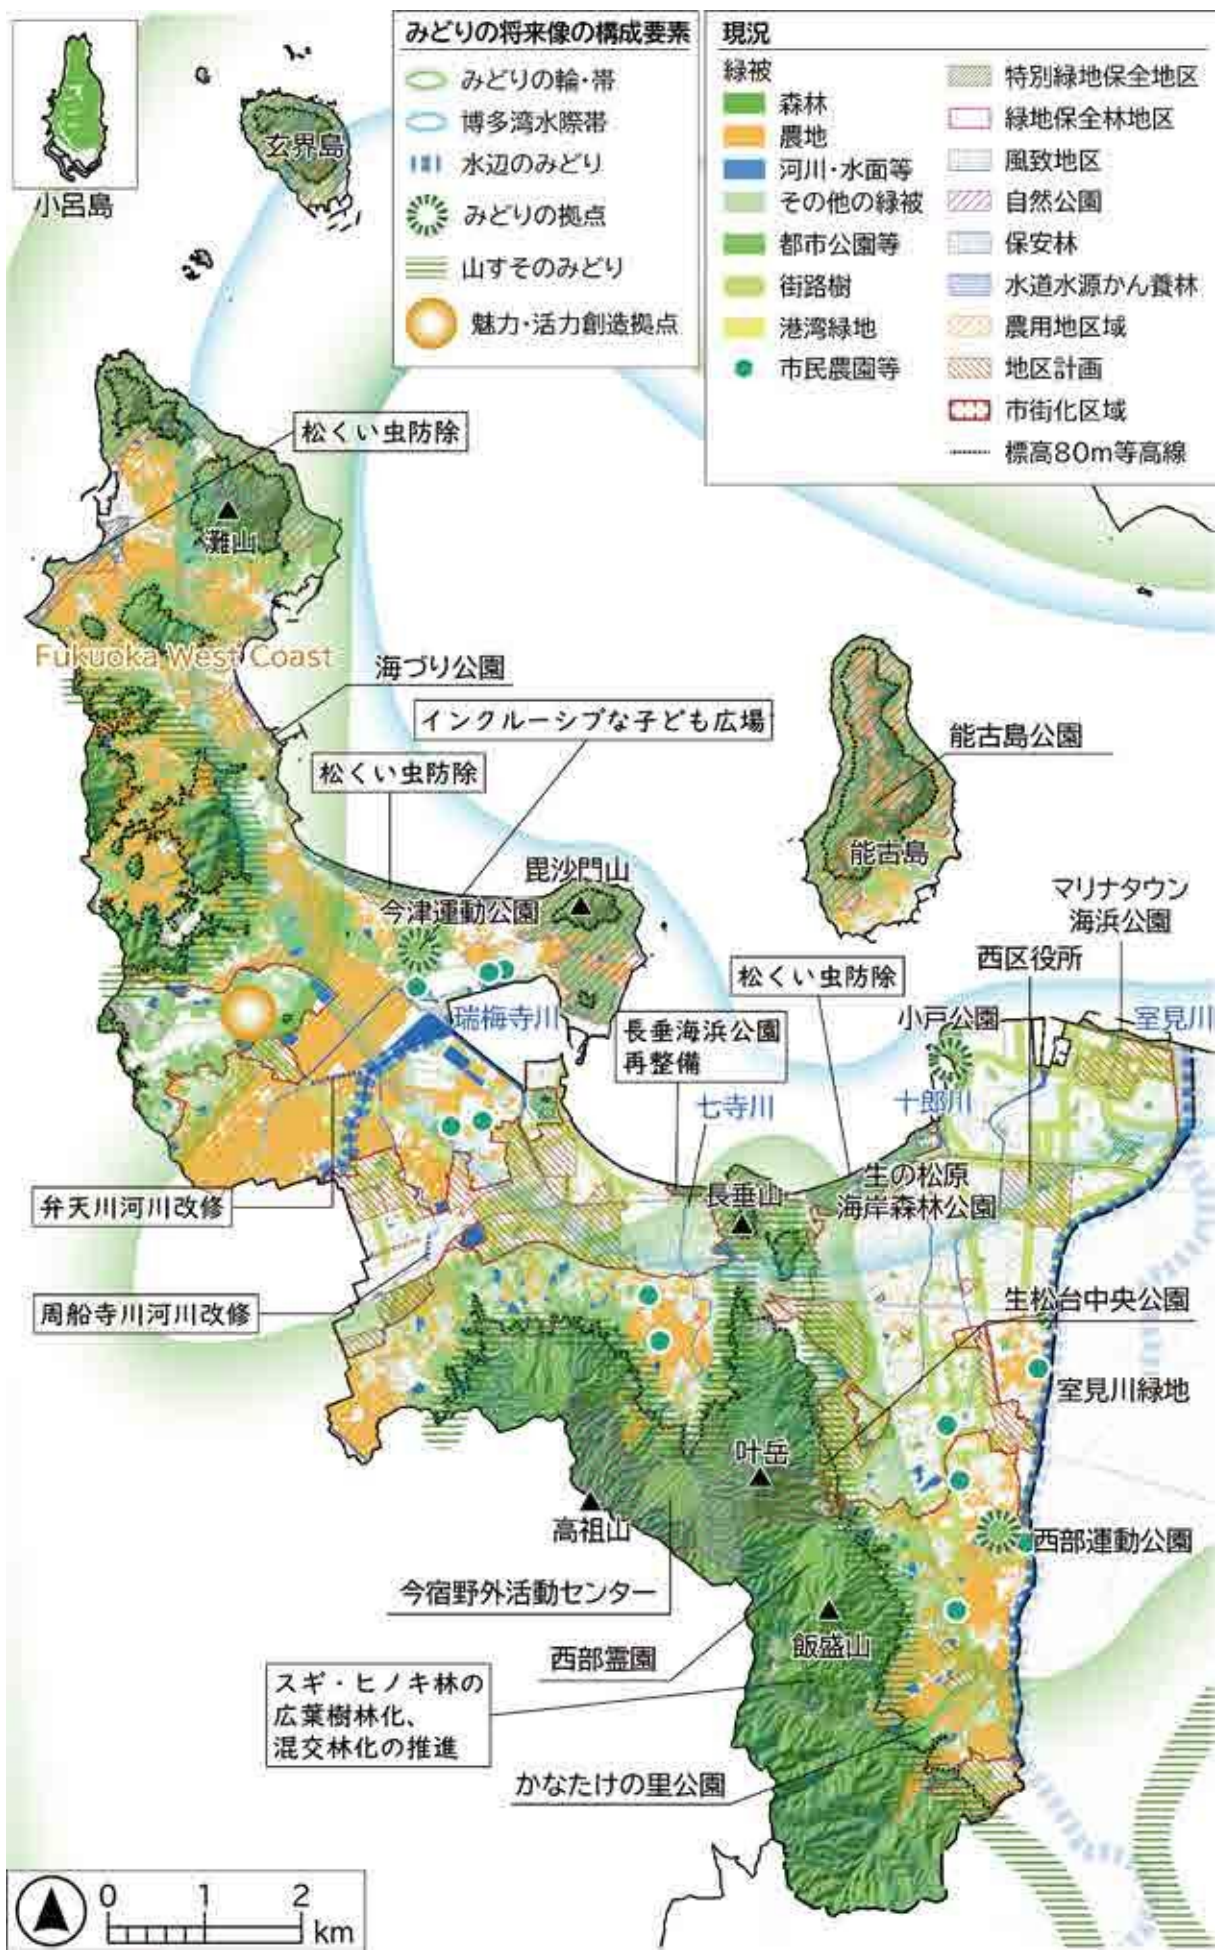 小呂島
玄界島
みどりの将来像の構成要素
みどりの輪・帯
博多湾水際帯
水辺のみどり
みどりの拠点
山すそのみどり
魅力・活力創造拠点
現況
緑被
森林
農地
河川・水面等
その他の緑被
都市公園等
街路樹
港湾緑地
市民農園等
特別緑地保全地区
緑地保全林地区
風致地区
自然公園
保安林
水道水源かん養林
農用地区域
地区計画
市街化区域
標高80m等高線
松くい虫防除
灘山
Fukuoka West Coast
海づり公園
インクルーシブな子ども広場
松くい虫防除
能古島公園
能古島
毘沙門山
今津運動公園
マリナタウン
海浜公園
西区役所
松くい虫防除
小戸公園
室見川
瑞梅寺川
長垂海浜公園
再整備
七寺川
十郎川
長垂山
生の松原
海岸森林公園
弁天川河川改修
周船寺川河川改修
生松台中央公園
室見川緑地
叶岳
高祖山
西部運動公園
今宿野外活動センター
飯盛山
西部霊園
スギ・ヒノキ林の
広葉樹林化、
混交林化の推進
かなたけの里公園
0 1 2
km